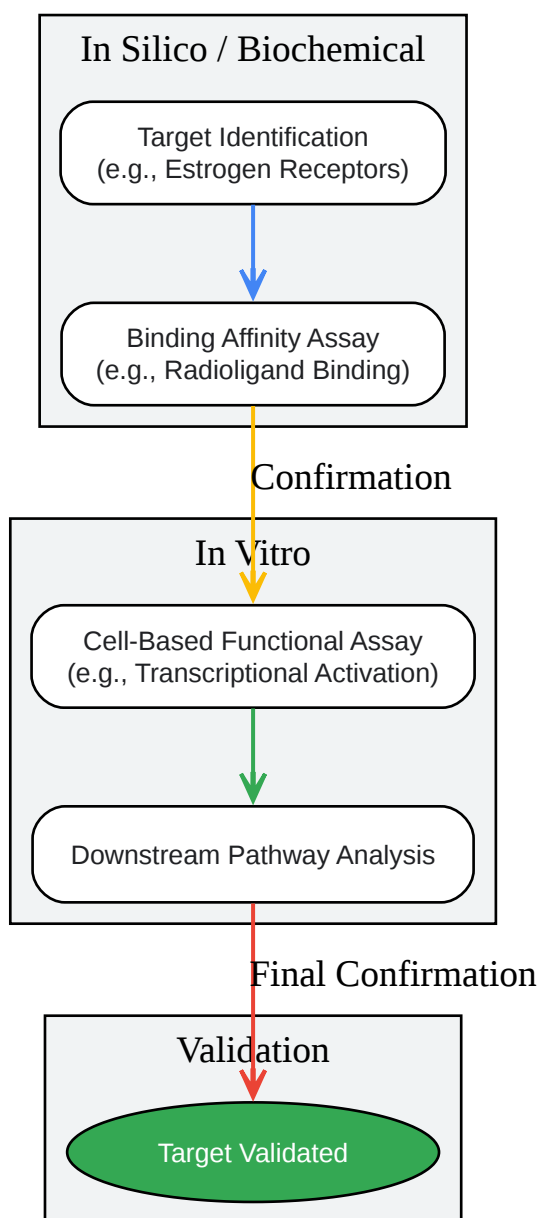 In Silico / Biochemical
Target Identification
(e.g., Estrogen Receptors)
Binding Affinity Assay
(e.g., Radioligand Binding)
Confirmation
In Vitro
Cell-Based Functional Assay
(e.g., Transcriptional Activation)
Downstream Pathway Analysis
Final Confirmation
Validation
Target Validated